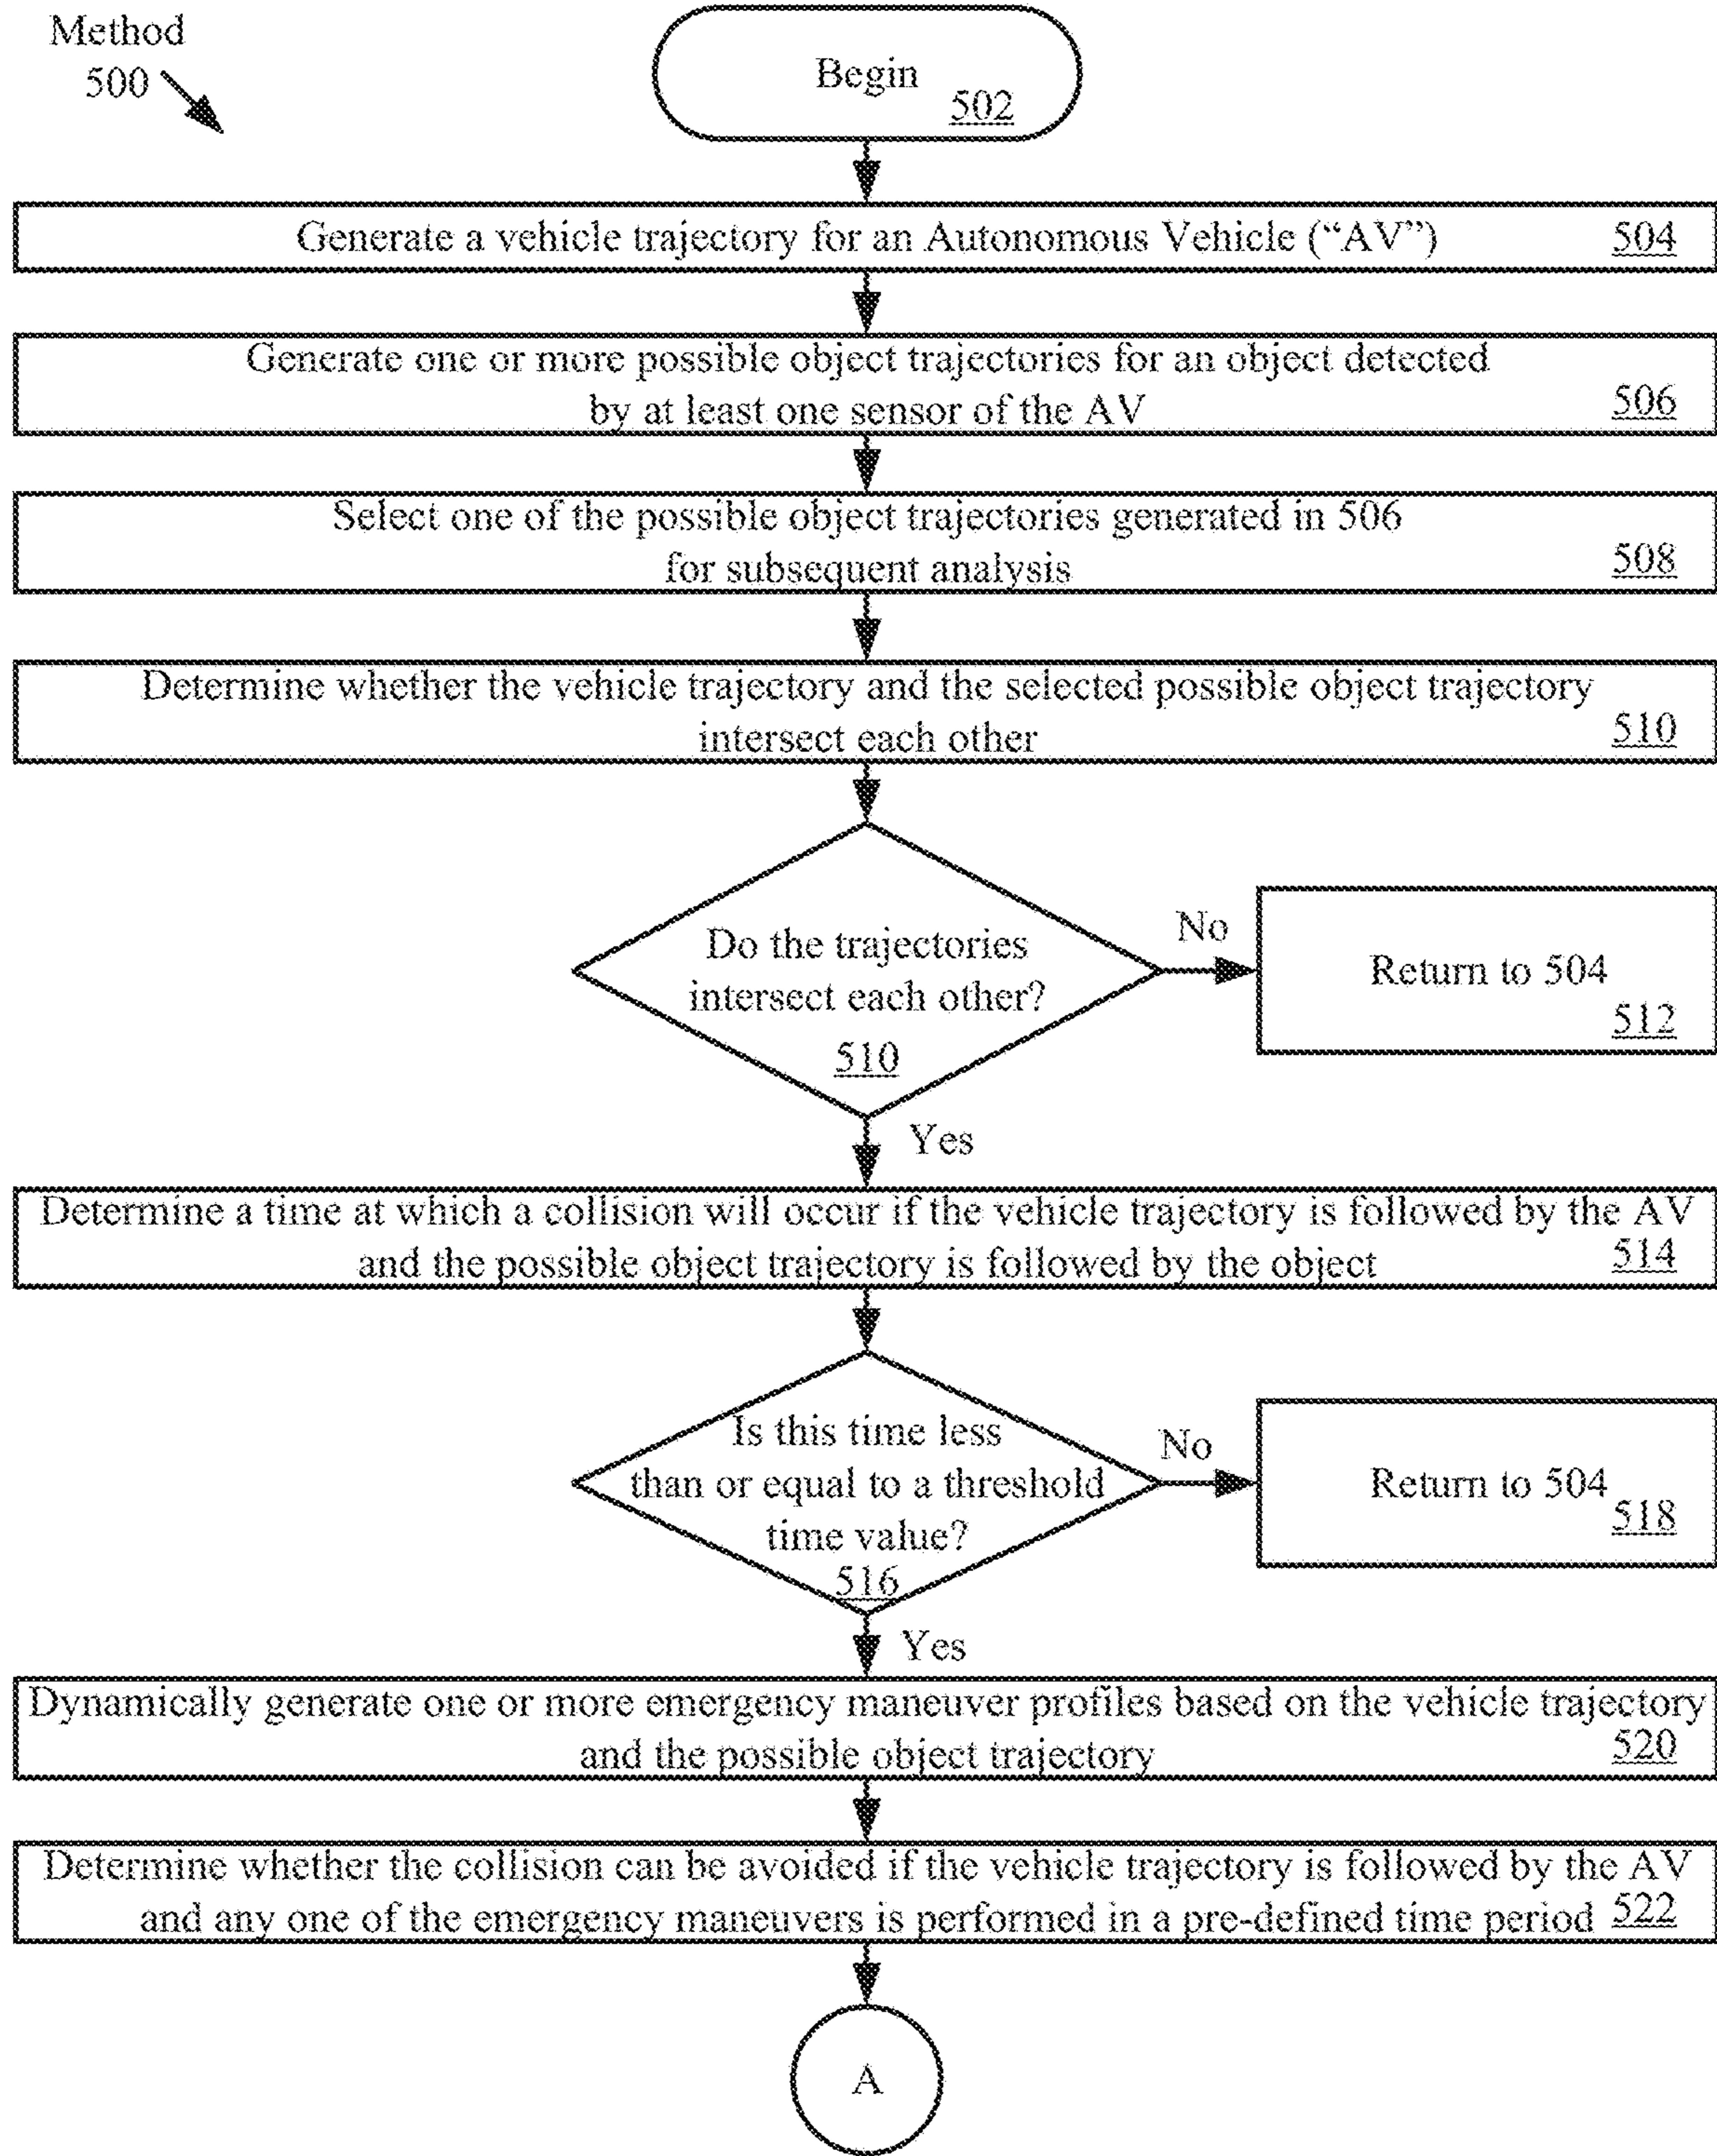 Method
500
Begin
502
Generate a vehicle trajectory for an Autonomous Vehicle (“AV”) 504
Generate one or more possible object trajectories for an object detected
by at least one sensor of the AV 506
Select one of the possible object trajectories generated in 506
for subsequent analysis 508
Determine whether the vehicle trajectory and the selected possible object trajectory
intersect each other 510
Do the trajectories
intersect each other?
510
No
Return to 504
512
Yes
Determine a time at which a collision will occur if the vehicle trajectory is followed by the AV
and the possible object trajectory is followed by the object 514
Is this time less
than or equal to a threshold
time value?
516
No
Return to 504
518
Yes
Dynamically generate one or more emergency maneuver profiles based on the vehicle trajectory
and the possible object trajectory 520
Determine whether the collision can be avoided if the vehicle trajectory is followed by the AV
and any one of the emergency maneuvers is performed in a pre-defined time period 522
A